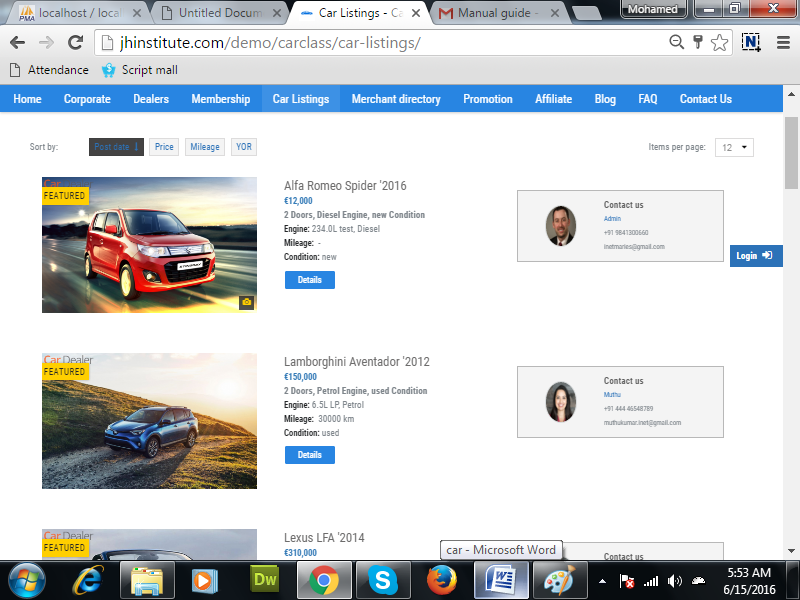 localhost / local
Untitled Docum
Car Listings - Ca
Manual guide -
Mohamed
jhinstitute.com/demo/carclass/car-listings/
Attendance
Script mall
Home Corporate Dealers Membership Car Listings Merchant directory Promotion Affiliate Blog FAQ Contact Us
Sort by: Post date Price Mileage YOR
Items per page: 12
Car
FEATURED
STINGRAY
Alfa Romeo Spider '2016
€12,000
2 Doors, Diesel Engine, new Condition
Engine: 234.0L test, Diesel
Mileage: -
Condition: new
Details
Contact us
Admin
+91 9841300660
inetmaries@gmail.com
Login
Car Dealer
FEATURED
Lamborghini Aventador '2012
€150,000
2 Doors, Petrol Engine, used Condition
Engine: 6.5L LP, Petrol
Mileage: 30000 km
Condition: used
Details
Contact us
Muthu
+91 444 46548789
muthukumar.inet@gmail.com
Car Dealer
FEATURED
Lexus LFA '2014
€310,000
Contact us
car - Microsoft Word
Dw
5:53 AM
6/15/2016